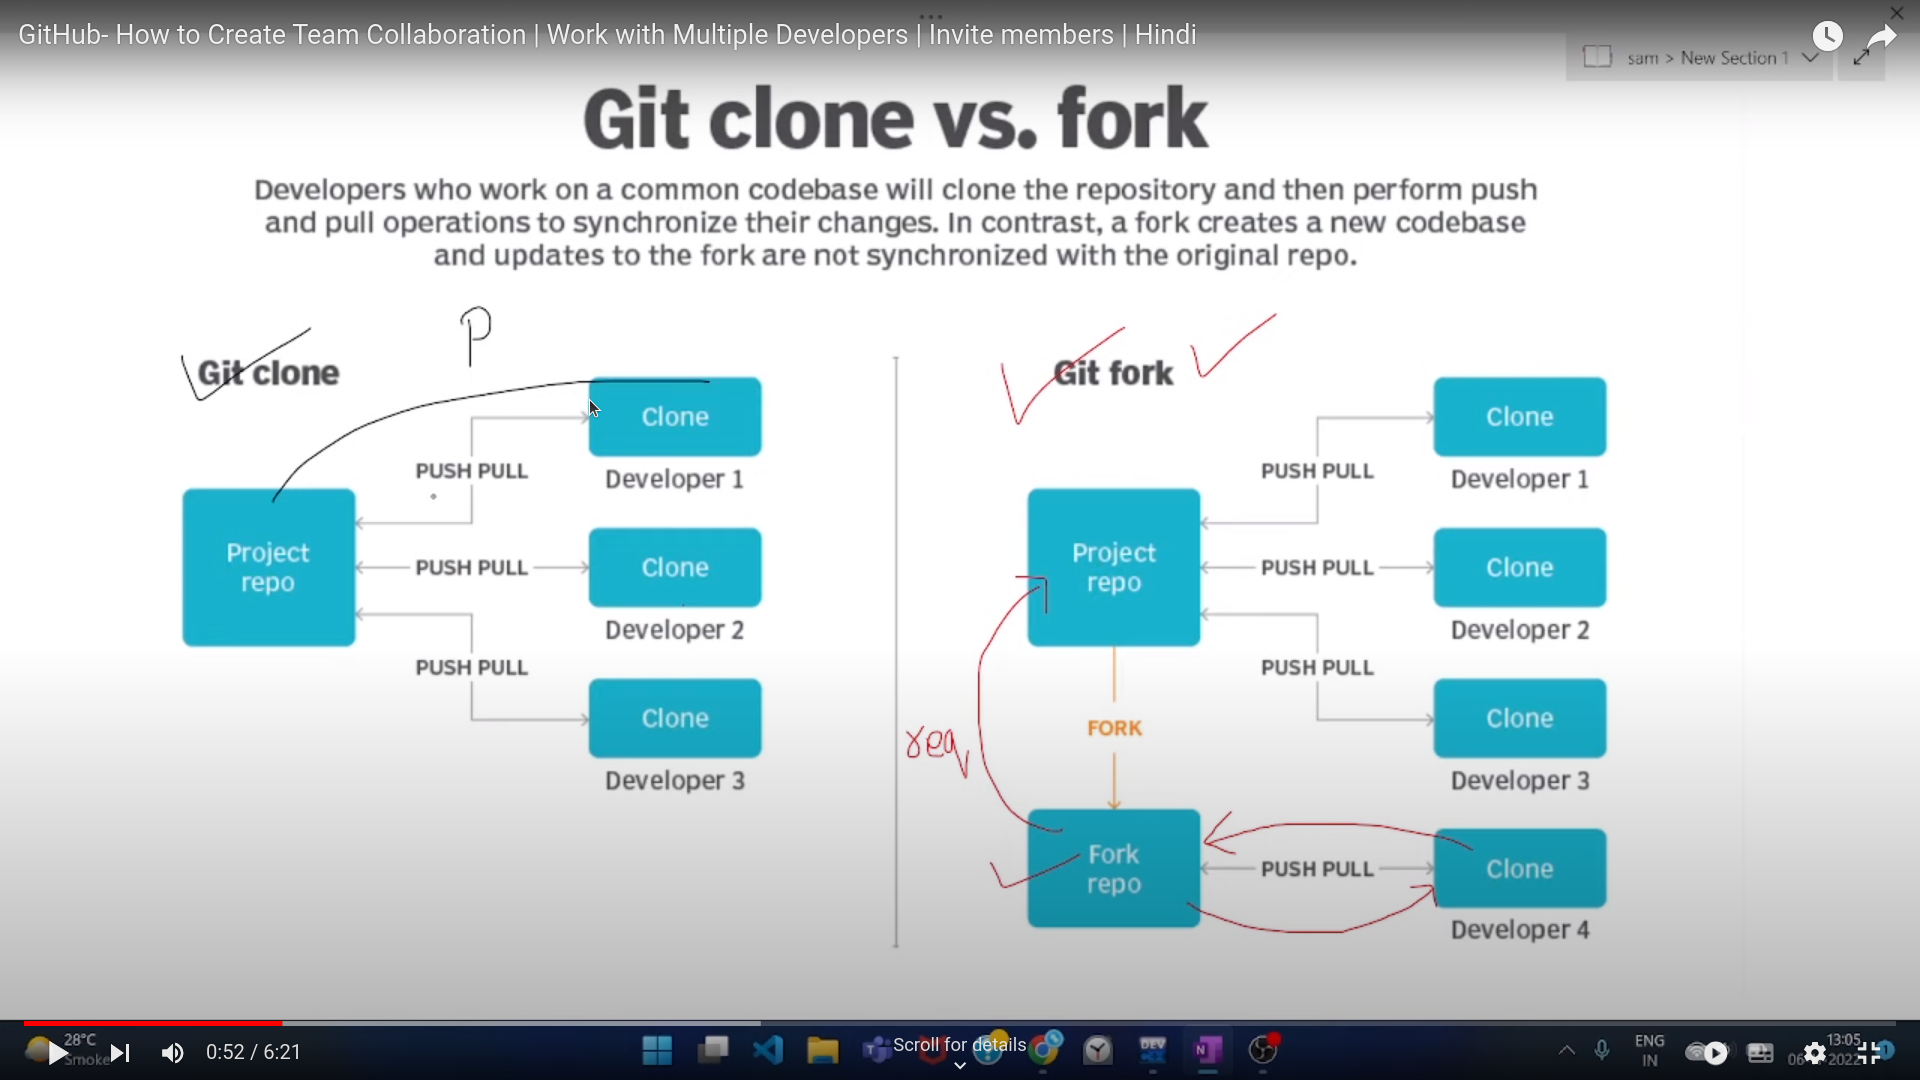 GitHub- How to Create Team Collaboration | Work with Multiple Developers | Invite members | Hindi
sam > New Section 1
Git clone vs. fork
Developers who work on a common codebase will clone the repository and then perform push
and pull operations to synchronize their changes. In contrast, a fork creates a new codebase
and updates to the fork are not synchronized with the original repo.
P
Git clone
Clone
PUSH PULL
Developer 1
Project
repo
PUSH PULL
Clone
Developer 2
PUSH PULL
Clone
Developer 3
Git fork
Clone
PUSH PULL
Developer 1
Project
repo
PUSH PULL
Clone
Developer 2
PUSH PULL
Clone
Developer 3
FORK
req
Fork
repo
PUSH PULL
Clone
Developer 4
28°C
Smoke
0:52 / 6:21
Scroll for details
DEV
ENG
IN
13:05